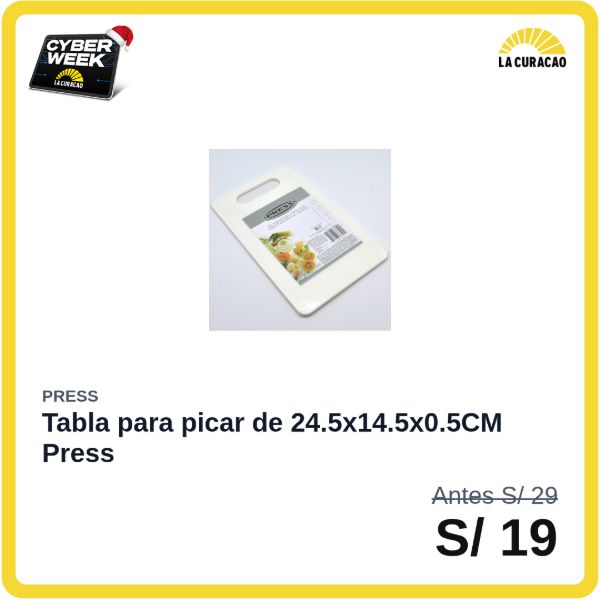 CYBER
WEEK
LA CURACAO
LA CURACAO
PRESS
PRESS
Tabla para picar de 24.5x14.5x0.5CM
Press
Antes S/ 29
S/ 19